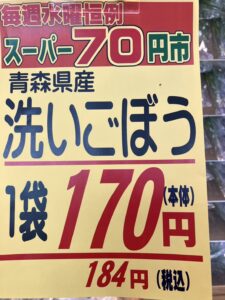 毎週水曜恒例
スーパー70円市
青森県産
洗いごぼう
1袋170円(本体)
184円(税込)